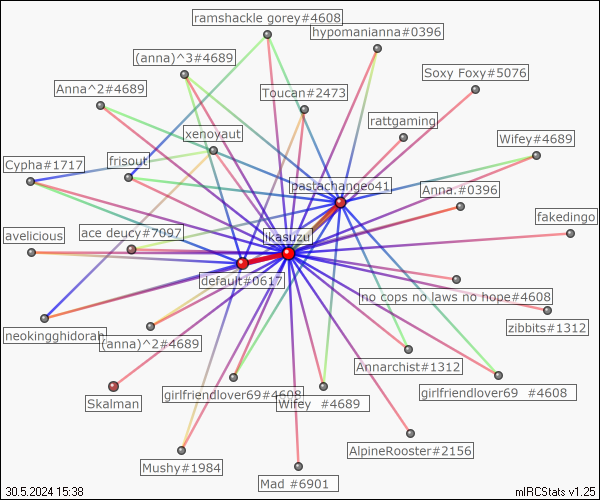 ramshackle gorey#4608
hypomanianna#0396
(anna)^3#4689
Soxy Foxy#5076
Anna^2#4689
Toucan#2473
rattgaming
xenoyaut
Wifey#4689
Cypha#1717
frisout
pastachangeo41
Anna.#0396
fakedingo
ace deucy#7097
avelicious
ikasuzu
default#0617
no cops no laws no hope#4608
zibbits#1312
neokingghidorah
(anna)^2#4689
Annarchist#1312
girlfriendlover69#4608
girlfriendlover69 #4608
Skalman
Wifey #4689
AlpineRooster#2156
Mushy#1984
Mad #6901
30.5.2024 15:38
mIRCStats v1.25